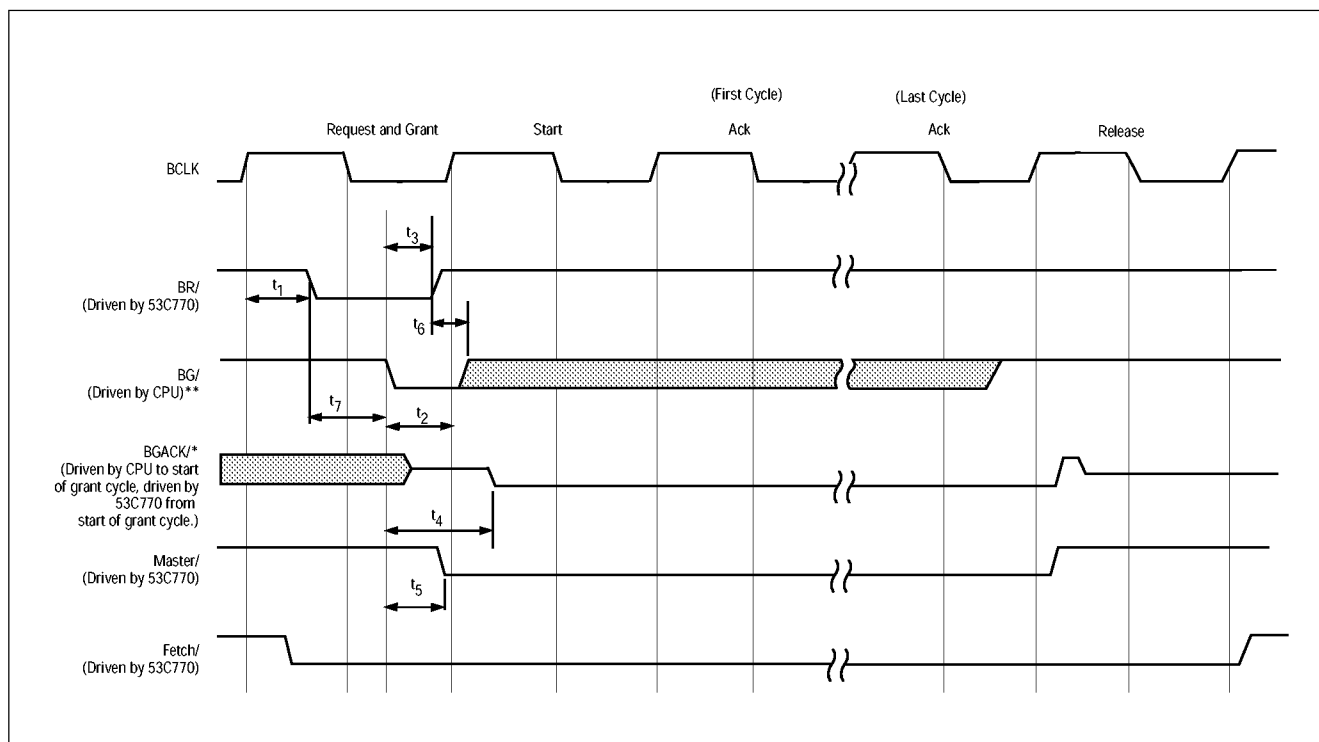 (First Cycle)
(Last Cycle)
Request and Grant
Start
Ack
Ack
Release
BCLK
t3
BR/
(Driven by 53C770)
t1
t6
BG/
(Driven by CPU)**
t7
t2
BGACK/*
(Driven by CPU to start
of grant cycle, driven by
53C770 from
start of grant cycle.)
t4
Master/
(Driven by 53C770)
t5
Fetch/
(Driven by 53C770)